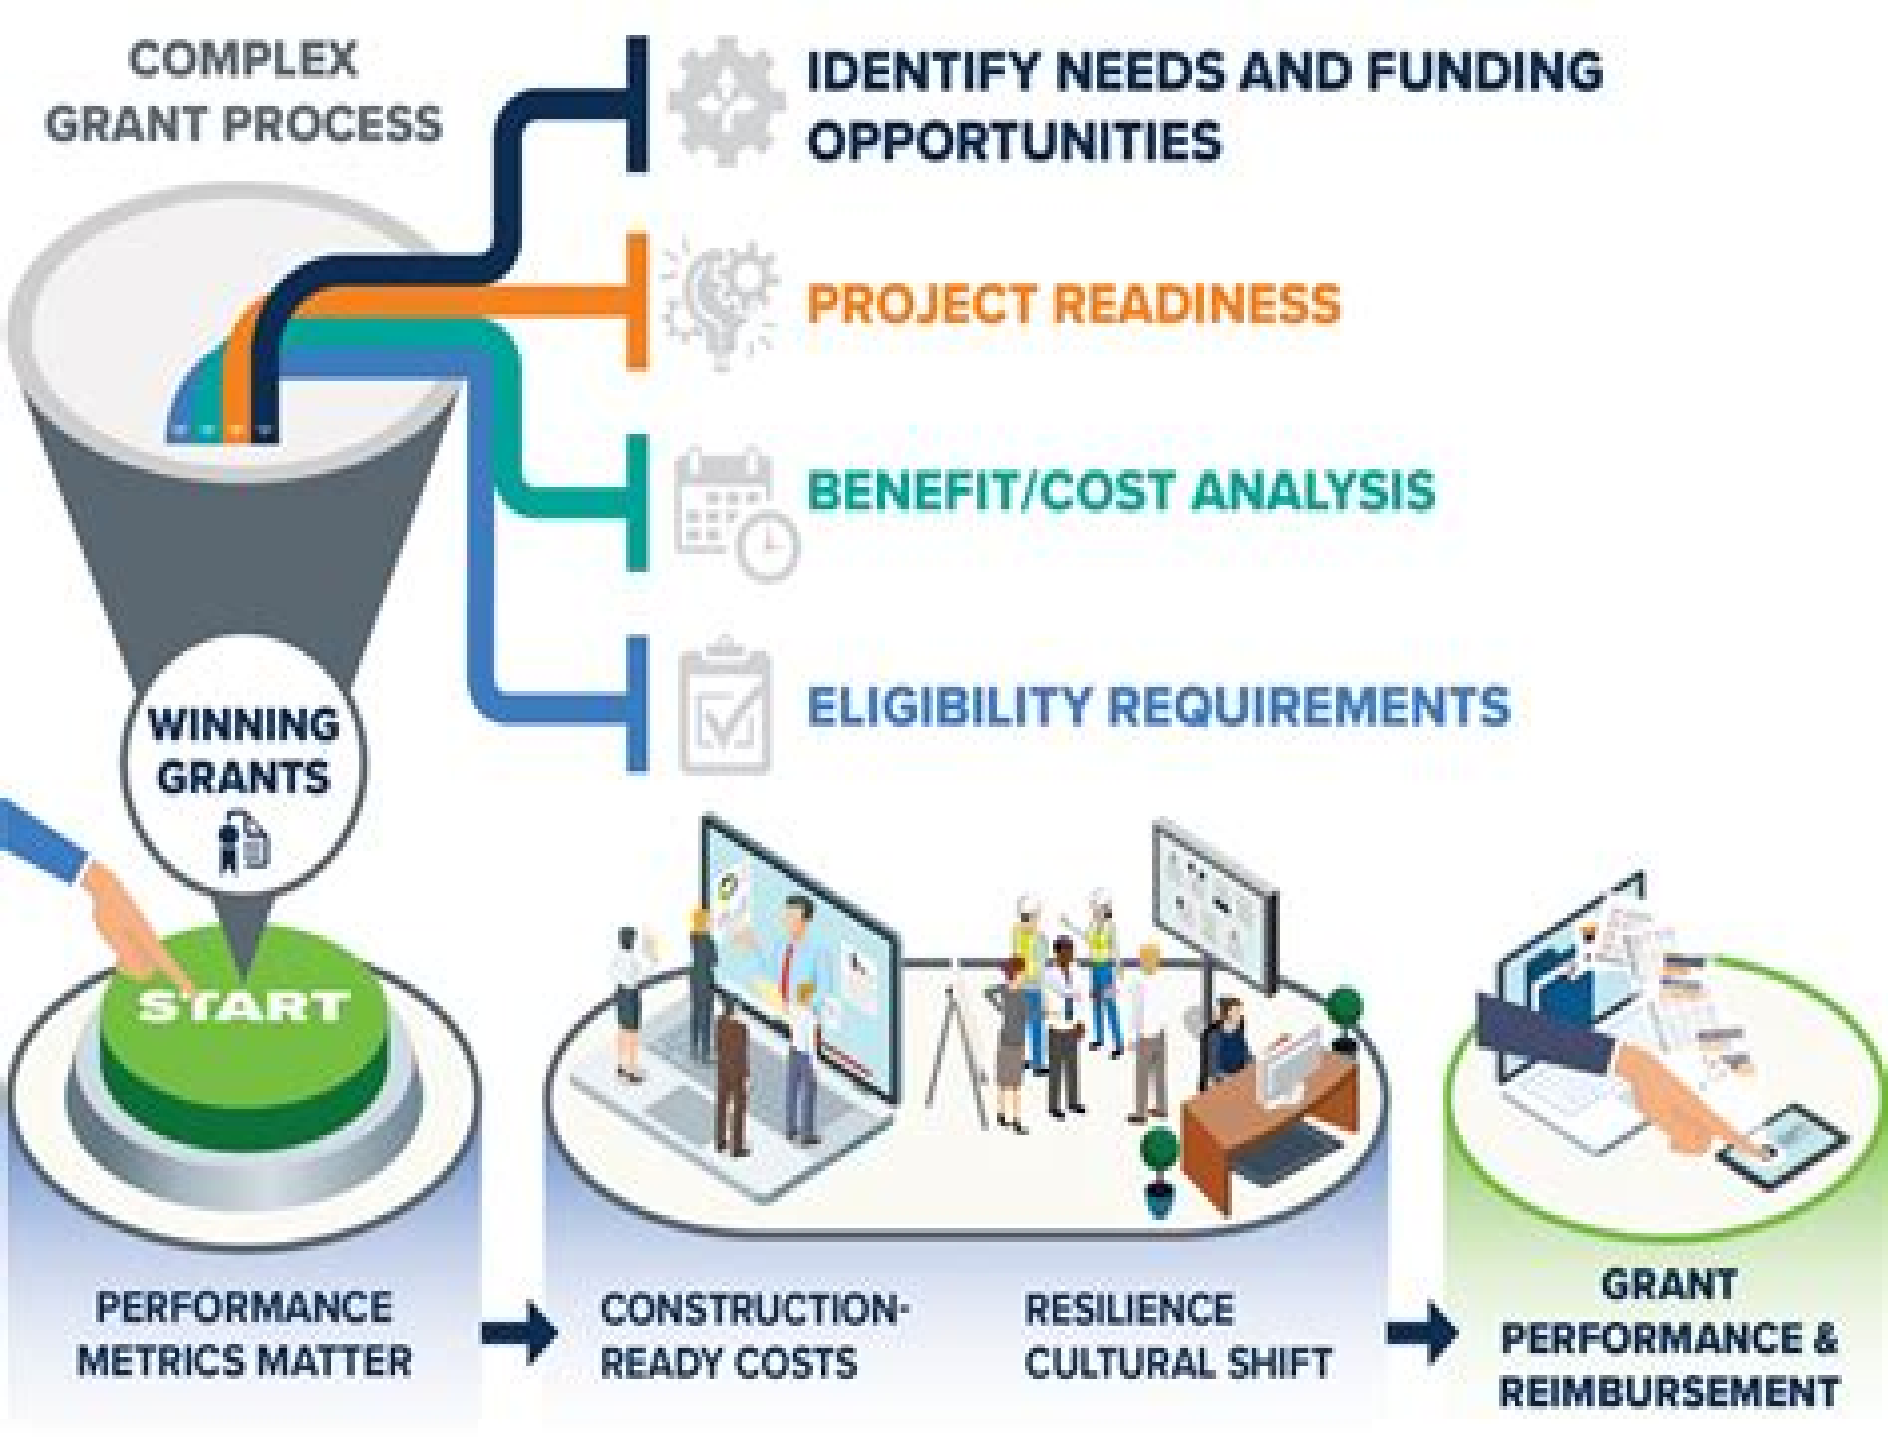 COMPLEX
GRANT PROCESS
IDENTIFY NEEDS AND FUNDING
OPPORTUNITIES
PROJECT READINESS
BENEFIT/COST ANALYSIS
ELIGIBILITY REQUIREMENTS
WINNING
GRANTS
START
PERFORMANCE
METRICS MATTER
CONSTRUCTION-
READY COSTS
RESILIENCE
CULTURAL SHIFT
GRANT
PERFORMANCE &
REIMBURSEMENT